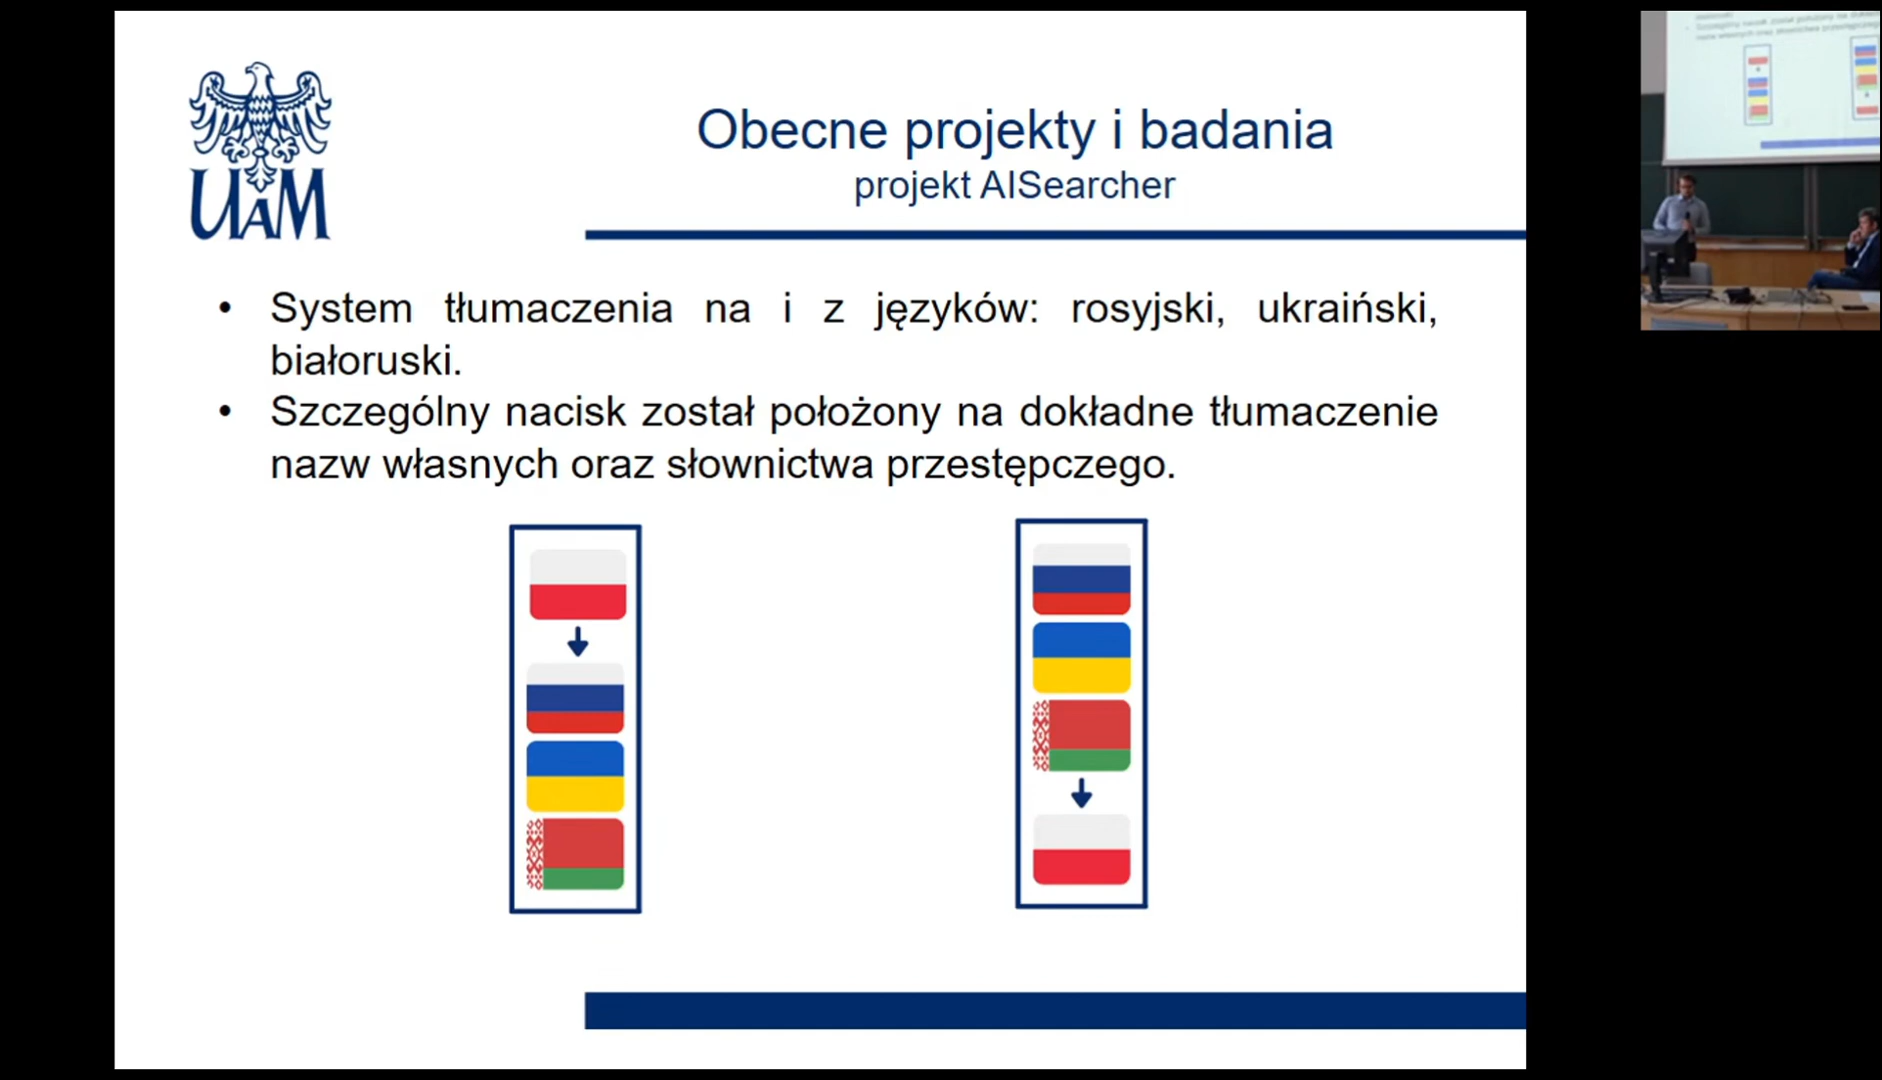 UAM
Obecne projekty i badania
projekt AISearcher
• System tłumaczenia na i z języków: rosyjski, ukraiński,
białoruski.
• Szczególny nacisk został położony na dokładne tłumaczenie
nazw własnych oraz słownictwa przestępczego.